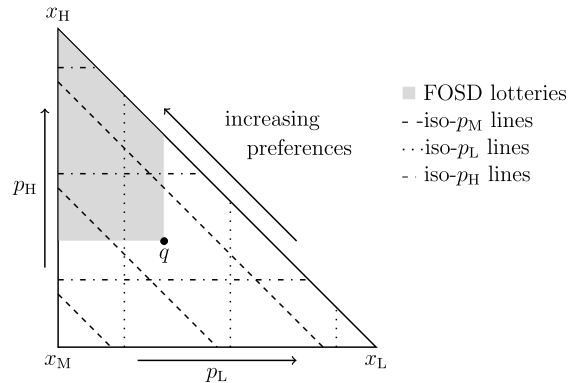 x_H
FOSD lotteries
iso-p_M lines
iso-p_L lines
iso-p_H lines
increasing
preferences
p_H
q
x_M
x_L
p_L